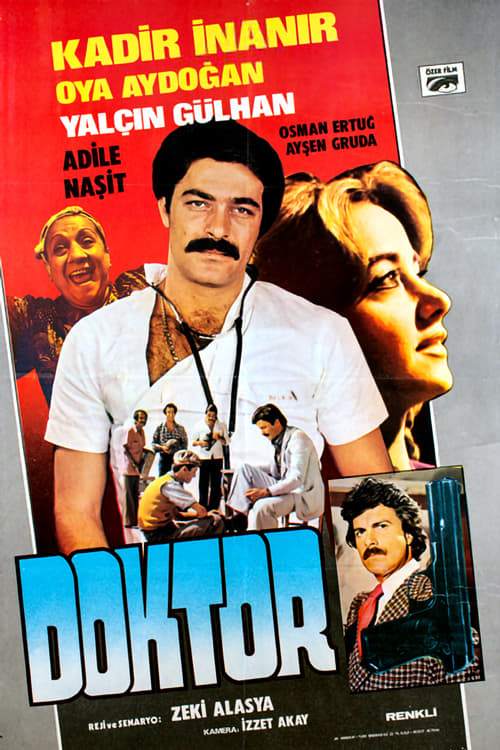 KADİR İNANIR
OYA AYDOĞAN
YALÇIN GÜLHAN
ADİLE
NAŞİT
OSMAN ERTUĞ
AYŞEN GRUDA
ÖZER FİLM
DOKTOR
REJİ ve SENARYO: ZEKİ ALASYA
KAMERA: İZZET AKAY
RENKLİ